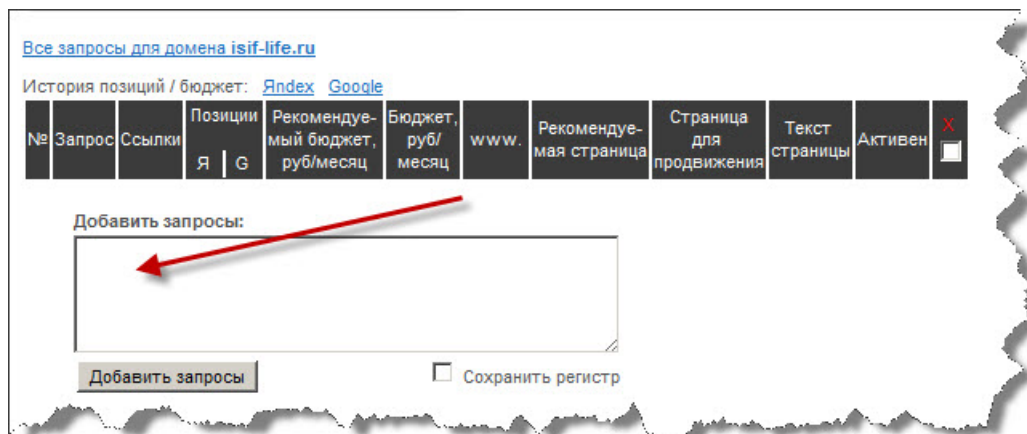 Все запросы для домена isif-life.ru
История позиций / бюджет: Яndex Google
№ Запрос Ссылки Позиции Я G Рекомендуе-мый бюджет, руб/месяц Бюджет, руб/месяц www. Рекомендуе-мая страница Страница для продвижения Текст страницы Активен X
Добавить запросы:
Добавить запросы Сохранить регистр